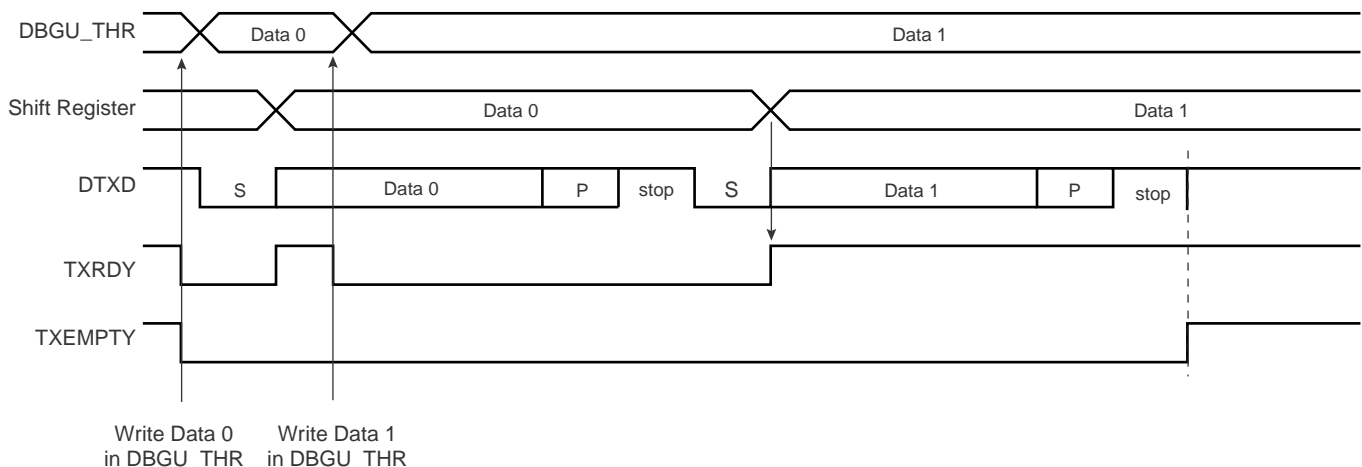 DBGU_THR
Data 0
Data 1
Shift Register
Data 0
Data 1
DTXD
S
Data 0
P
stop
S
Data 1
P
stop
TXRDY
TXEMPTY
Write Data 0
in DBGU_THR
Write Data 1
in DBGU_THR